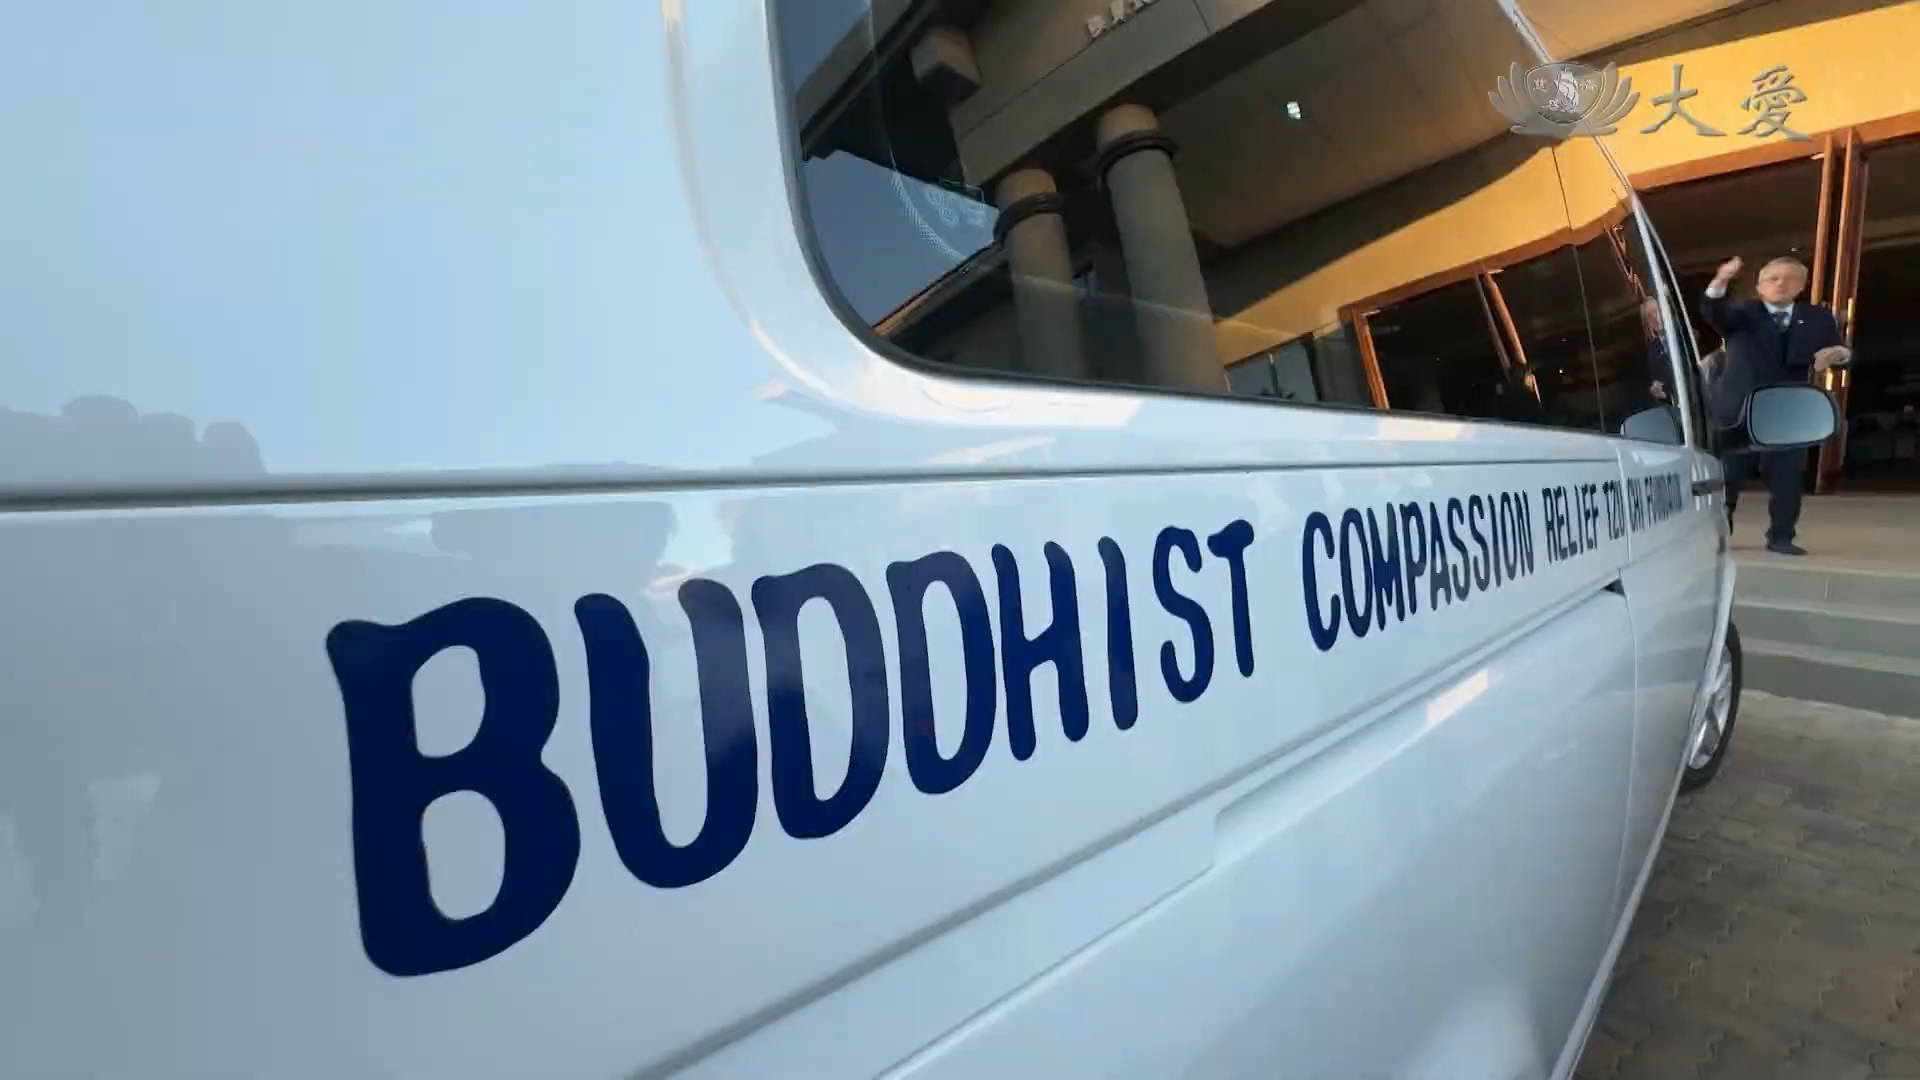 大愛
BUDDHIST COMPASSION RELIEF TZU CHI FOUNDATION